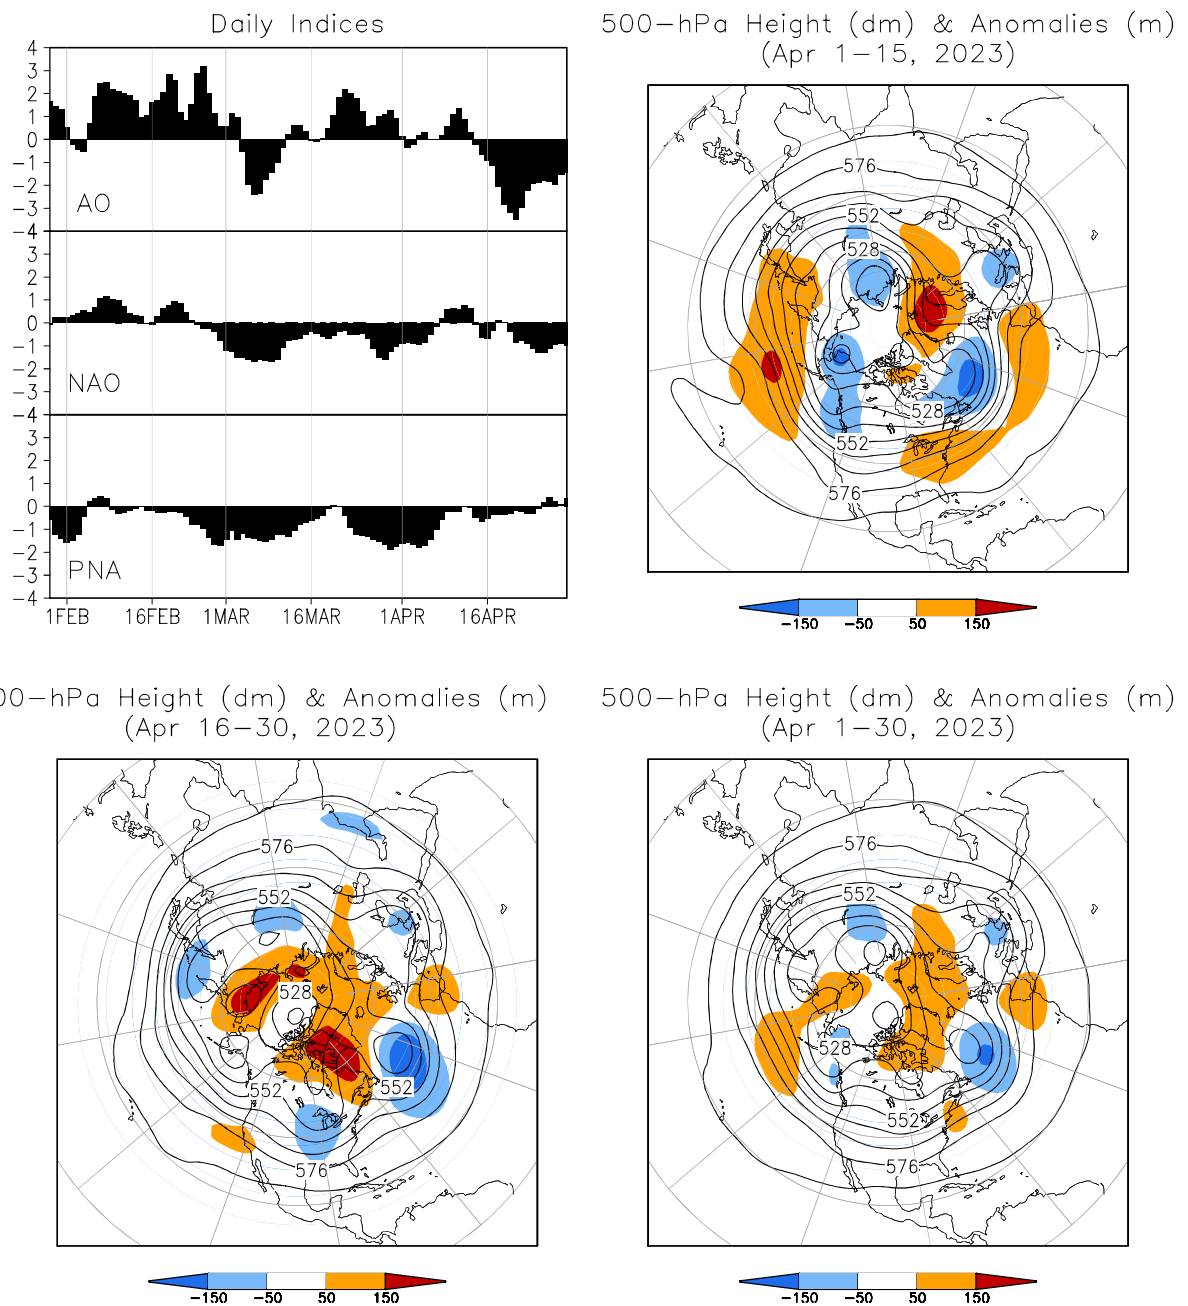 Daily Indices
4
3
2
1
0
-1
-2
-3
AO
-4
3
2
1
0
-1
-2
-3
NAO
-4
3
2
1
0
-1
-2
-3
PNA
-4
1FEB 16FEB 1MAR 16MAR 1APR 16APR
500-hPa Height (dm) & Anomalies (m)
(Apr 1-15, 2023)
576
552
528
528
552
576
-150 -50 50 150
00-hPa Height (dm) & Anomalies (m)
(Apr 16-30, 2023)
576
552
528
552 552
576
-150 -50 50 150
500-hPa Height (dm) & Anomalies (m)
(Apr 1-30, 2023)
576
552
528
552
576
-150 -50 50 150